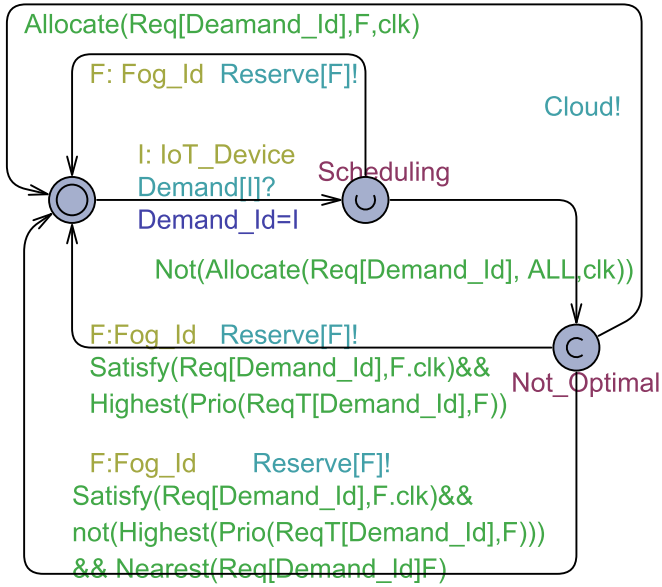 Allocate(Req[Deamand_Id],F,clk)
F: Fog_Id Reserve[F]!
Cloud!
I: IoT_Device
Scheduling
Demand[I]?
Demand_Id=I
Not(Allocate(Req[Demand_Id], ALL,clk))
F:Fog_Id Reserve[F]!
Satisfy(Req[Demand_Id],F.clk)&&
Not_Optimal
Highest(Prio(ReqT[Demand_Id],F))
F:Fog_Id Reserve[F]!
Satisfy(Req[Demand_Id],F.clk)&&
not(Highest(Prio(ReqT[Demand_Id],F)))
&& Nearest(Req[Demand_Id]F)